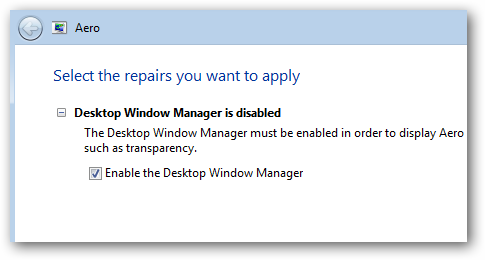 Aero
Select the repairs you want to apply
Desktop Window Manager is disabled
The Desktop Window Manager must be enabled in order to display Aero
such as transparency.
Enable the Desktop Window Manager